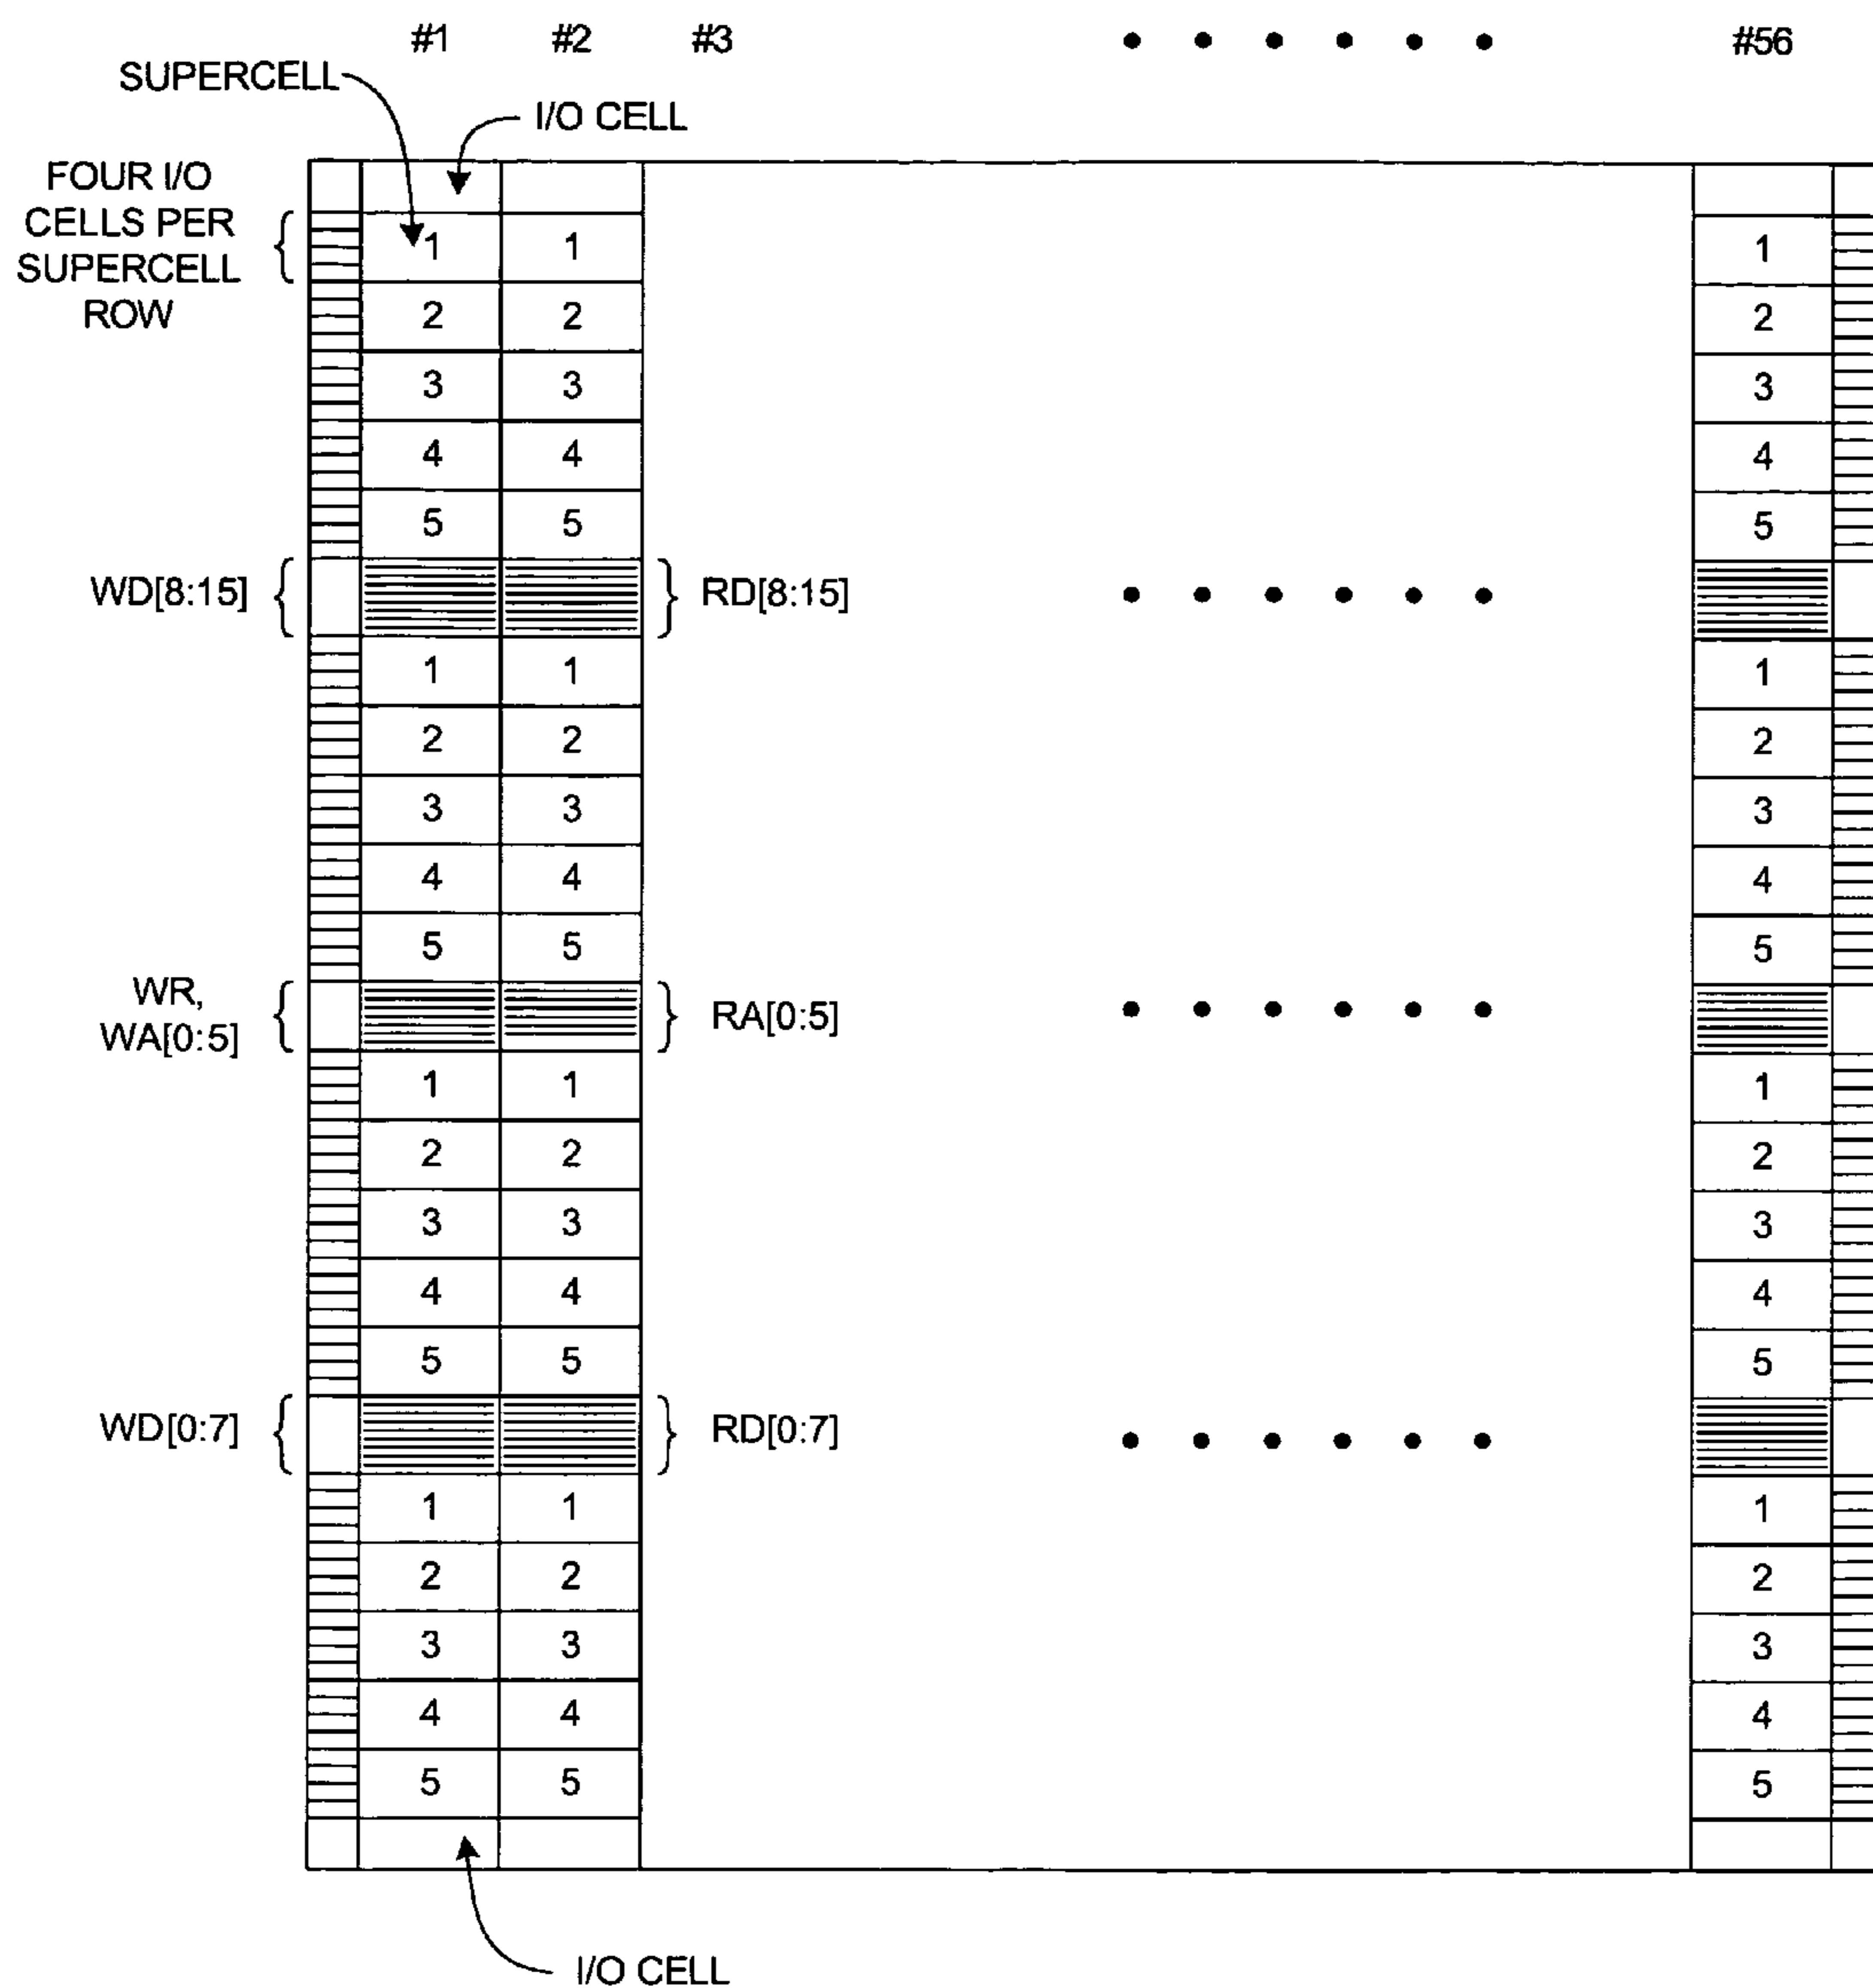 #1 #2 #3 #56
SUPERCELL
I/O CELL
FOUR I/O
CELLS PER
SUPERCELL
ROW
1 1 1
2 2 2
3 3 3
4 4 4
5 5 5
WD[8:15] RD[8:15]
1 1 1
2 2 2
3 3 3
4 4 4
5 5 5
WR,
WA[0:5] RA[0:5]
1 1 1
2 2 2
3 3 3
4 4 4
5 5 5
WD[0:7] RD[0:7]
1 1 1
2 2 2
3 3 3
4 4 4
5 5 5
I/O CELL